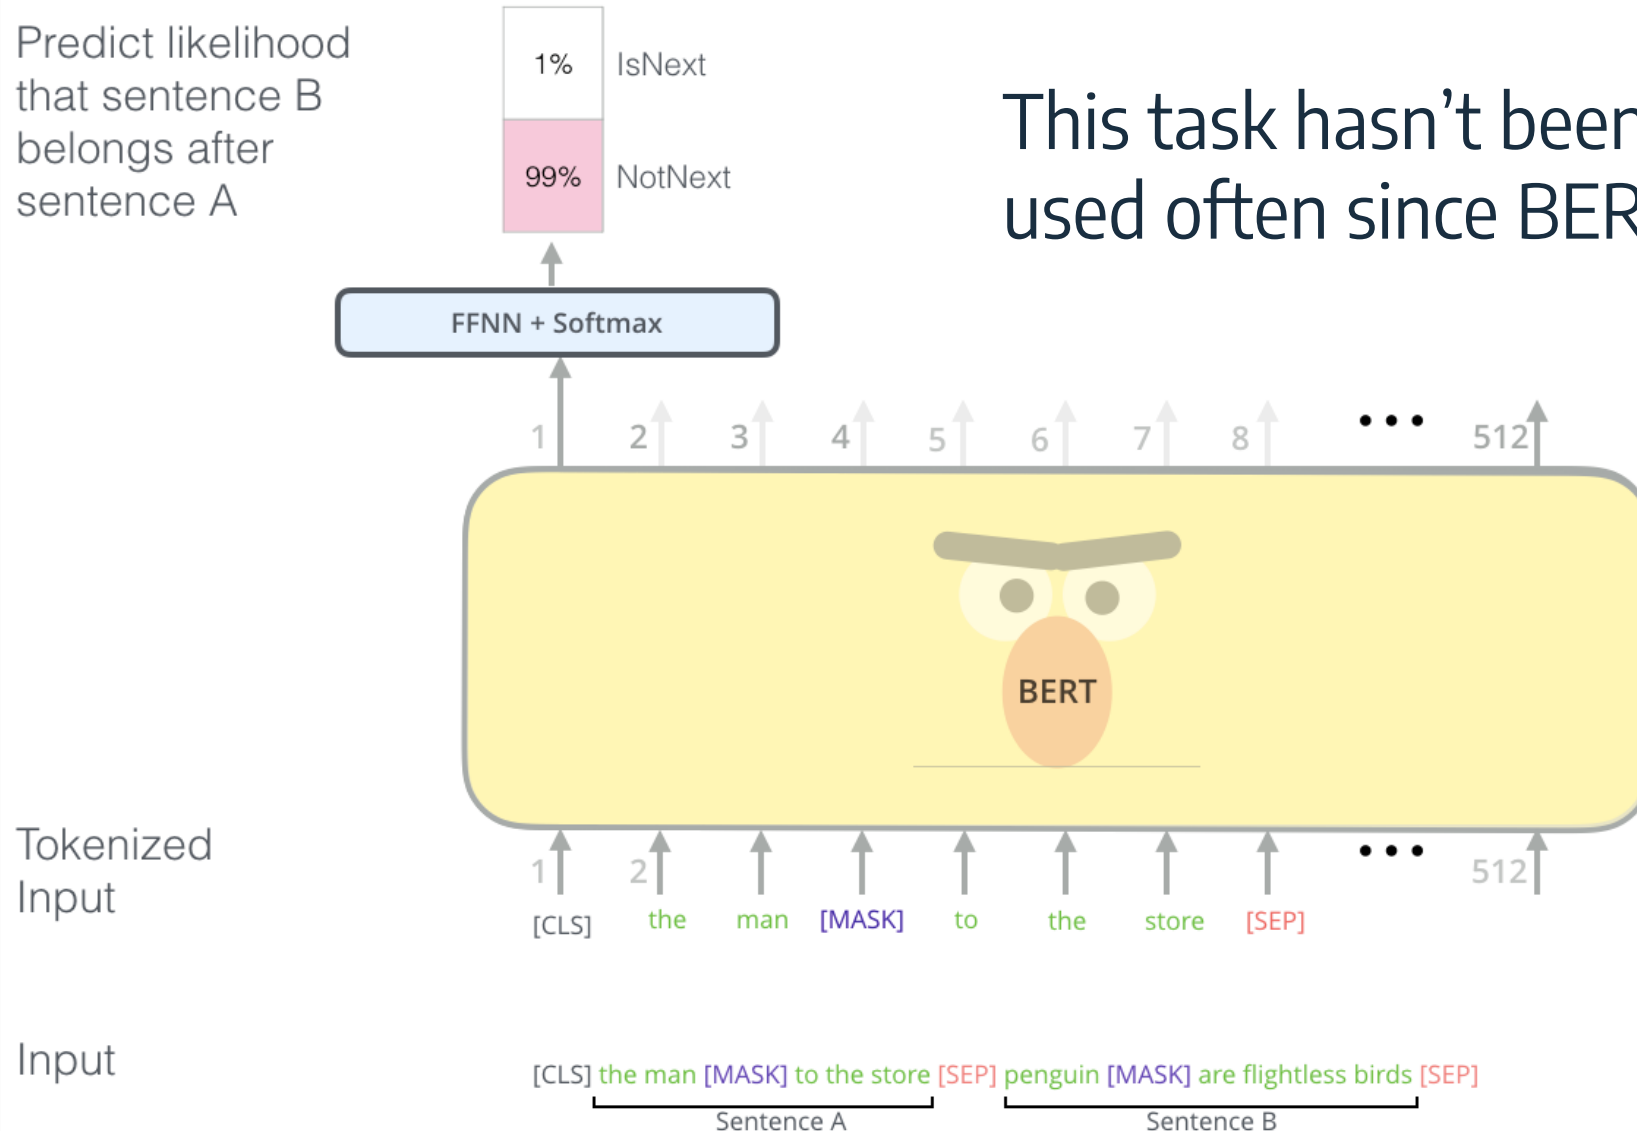 Predict likelihood
that sentence B
belongs after
sentence A
1% IsNext
99% NotNext
This task hasn't been
used often since BER
FFNN + Softmax
1 2 3 4 5 6 7 8 ••• 512
BERT
Tokenized
Input
1 2 ••• 512
[CLS] the man [MASK] to the store [SEP]
Input
[CLS] the man [MASK] to the store [SEP] penguin [MASK] are flightless birds [SEP]
Sentence A Sentence B